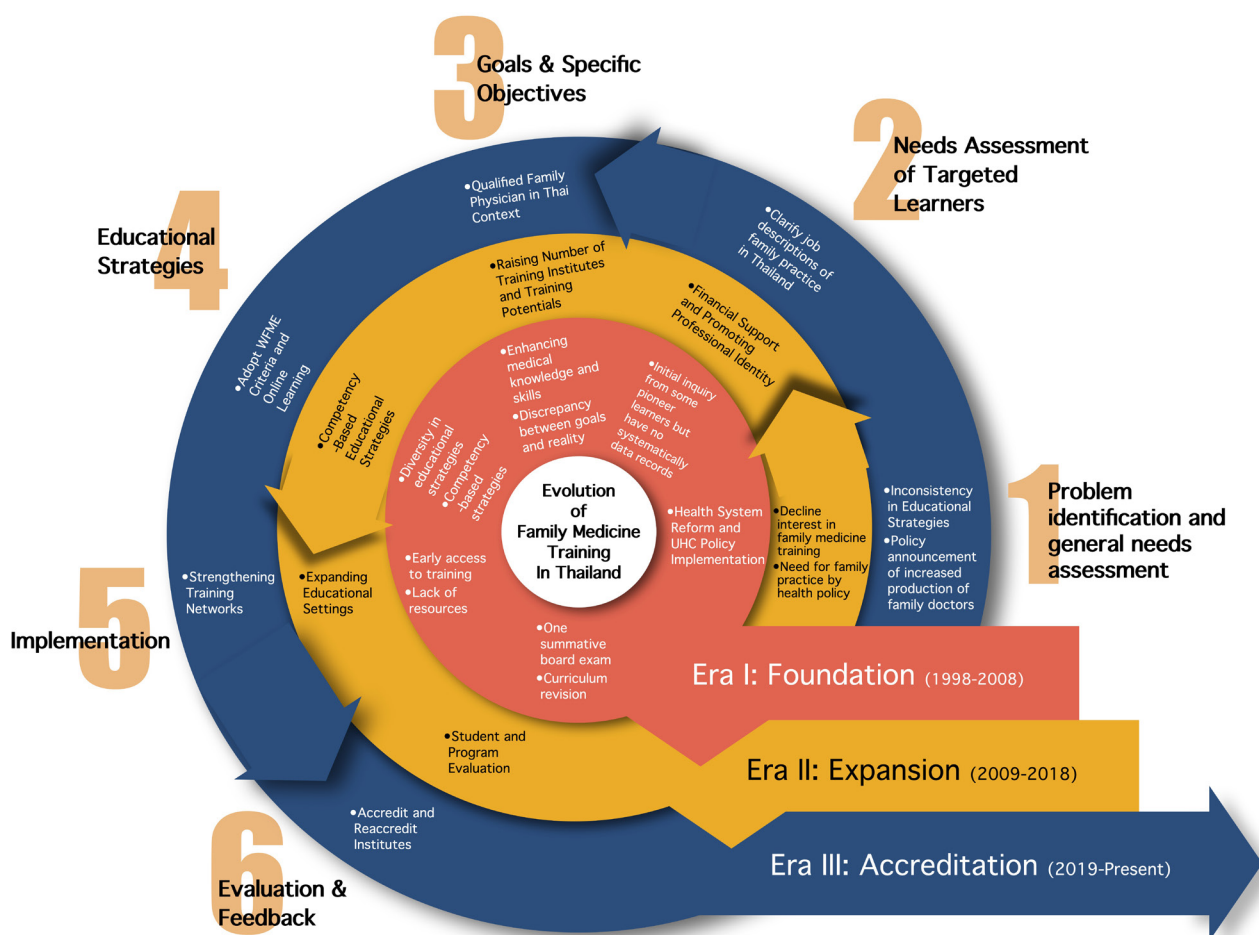 3
Goals & Specific
Objectives
2
Needs Assessment
of Targeted
Learners
4
Educational
Strategies
1
Problem
identification and
general needs
assessment
5
Implementation
6
Evaluation &
Feedback
•Qualified Family
Physician in Thai
Context
•Clarify job
descriptions of
family practice
in Thailand
•Adopt WFME
Criteria and
Online
Learning
•Inconsistency
in Educational
Strategies
•Policy
announcement
of increased
production of
family doctors
•Strengthening
Training
Networks
•Accredit and
Reaccredit
Institutes
•Raising Number of
Training Institutes
and Training
Potentials
•Financial Support
and Promoting
Professional Identity
•Competency
-Based
Educational
Strategies
•Decline
interest in
family medicine
training
•Need for family
practice by
health policy
•Expanding
Educational
Settings
•Student and
Program
Evaluation
•Enhancing
medical
knowledge and
skills
•Discrepancy
between goals
and reality
•Initial inquiry
from some
pioneer
learners but
have no
systematically
data records
•Diversity in
educational
strategies
•Competency
-based
strategies
•Health System
Reform and
UHC Policy
Implementation
•Early access
to training
•Lack of
resources
•One
summative
board exam
•Curriculum
revision
Evolution
of
Family Medicine
Training
In Thailand
Era I: Foundation (1998-2008)
Era II: Expansion (2009-2018)
Era III: Accreditation (2019-Present)